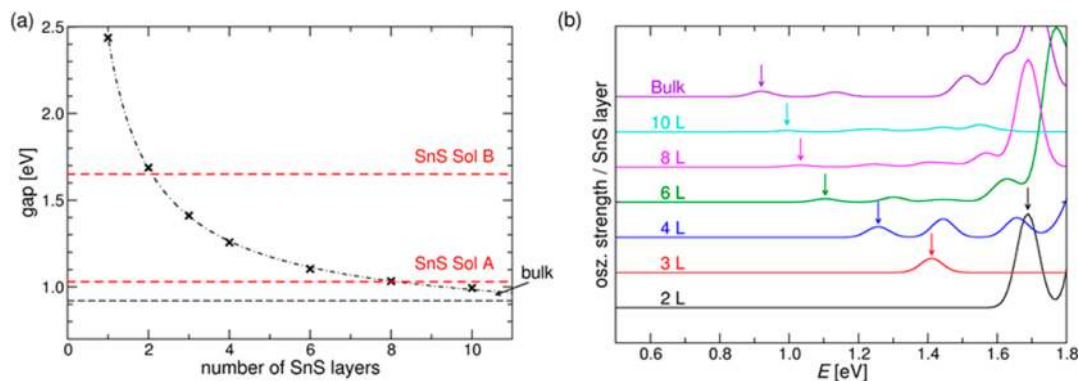 (a)
2.5
2.0
1.5
1.0
gap [eV]
SnS Sol B
SnS Sol A
bulk
0 2 4 6 8 10
number of SnS layers
(b)
osz. strength / SnS layer
Bulk
10 L
8 L
6 L
4 L
3 L
2 L
0.6 0.8 1.0 1.2 1.4 1.6 1.8
E [eV]